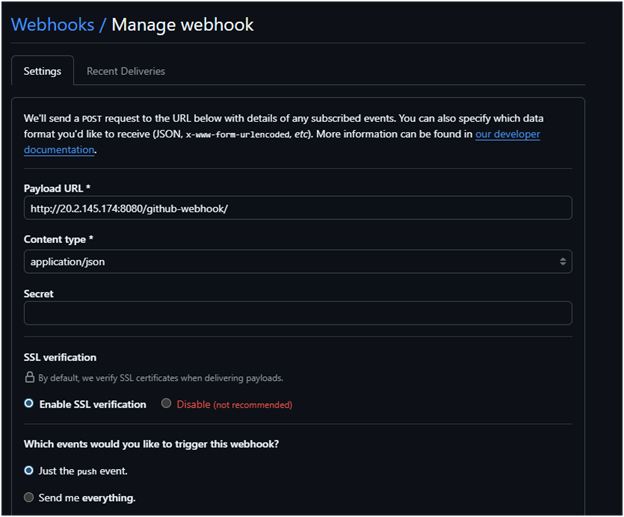 Webhooks / Manage webhook
Settings Recent Deliveries
We'll send a POST request to the URL below with details of any subscribed events. You can also specify which data
format you'd like to receive (JSON, x-www-form-urlencoded, etc). More information can be found in our developer
documentation.
Payload URL *
http://20.2.145.174:8080/github-webhook/
Content type *
application/json
Secret
SSL verification
By default, we verify SSL certificates when delivering payloads.
Enable SSL verification Disable (not recommended)
Which events would you like to trigger this webhook?
Just the push event.
Send me everything.